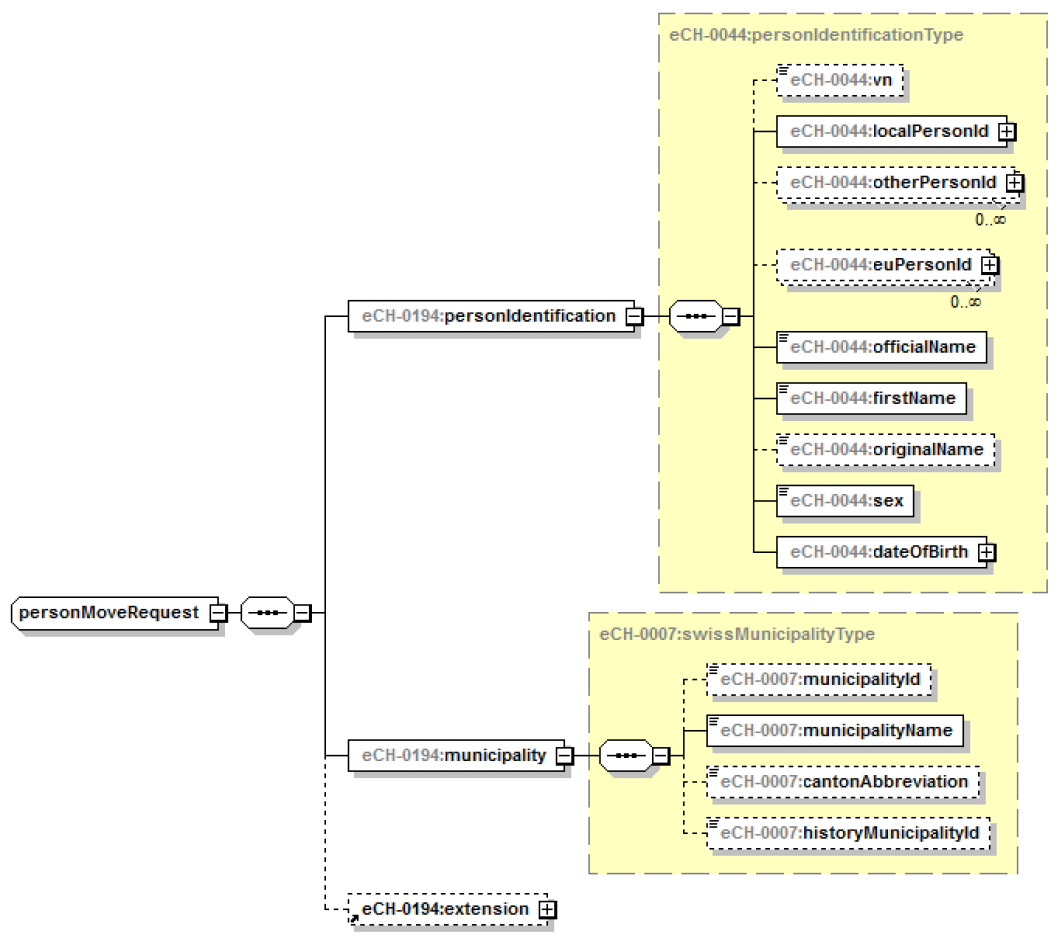 eCH-0044:personIdentificationType
eCH-0044:vn
eCH-0044:localPersonId
eCH-0044:otherPersonId
0..∞
eCH-0044:euPersonId
0..∞
eCH-0194:personIdentification
eCH-0044:officialName
eCH-0044:firstName
eCH-0044:originalName
eCH-0044:sex
eCH-0044:dateOfBirth
personMoveRequest
eCH-0007:swissMunicipalityType
eCH-0007:municipalityId
eCH-0007:municipalityName
eCH-0194:municipality
eCH-0007:cantonAbbreviation
eCH-0007:historyMunicipalityId
eCH-0194:extension